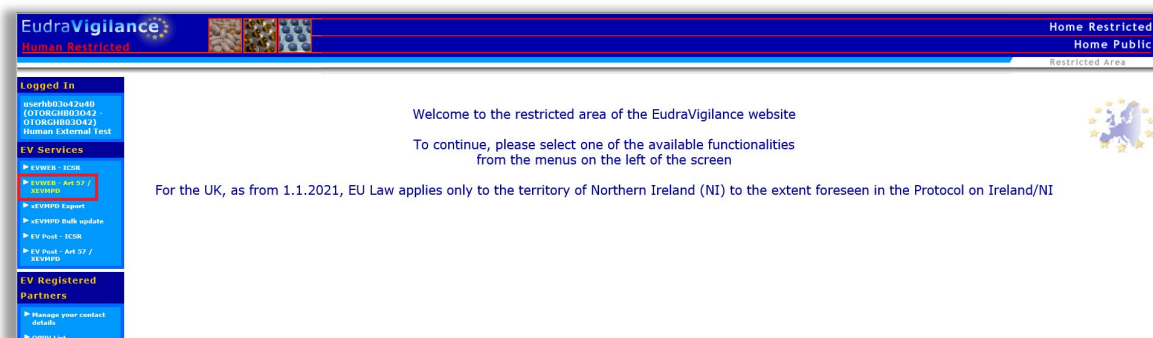 EudraVigilance
Human Restricted
Home Restricted
Home Public
Restricted Area
Logged In
userhb03o42u40
(OTORGHB03O42 -
OTORGHB03O42)
Human External Test
EV Services
EVWEB - ICSR
EVWEB - Art 57 /
XEVMPD
xEVMPD Export
xEVMPD Bulk update
EV Post - ICSR
EV Post - Art 57 /
XEVMPD
EV Registered
Partners
Manage your contact
details
Welcome to the restricted area of the EudraVigilance website
To continue, please select one of the available functionalities
from the menus on the left of the screen
For the UK, as from 1.1.2021, EU Law applies only to the territory of Northern Ireland (NI) to the extent foreseen in the Protocol on Ireland/NI